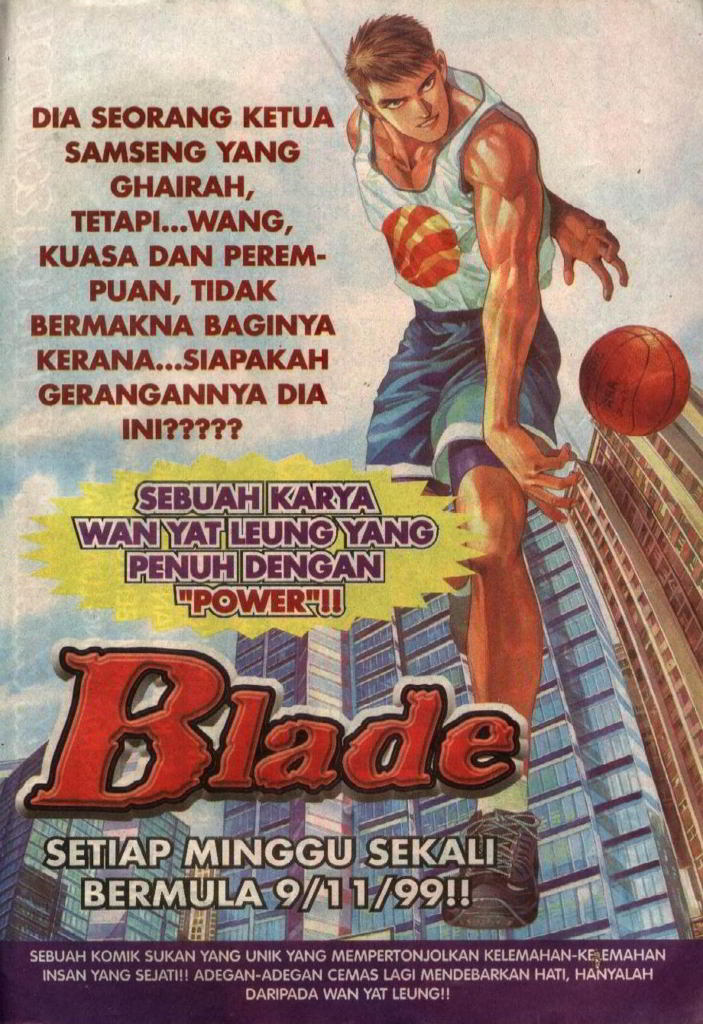 DIA SEORANG KETUA
SAMSENG YANG
GHAIRAH,
TETAPI...WANG,
KUASA DAN PEREM-
PUAN, TIDAK
BERMAKNA BAGINYA
KERANA...SIAPAKAH
GERANGANNYA DIA
INI?????
SEBUAH KARYA
WAN YAT LEUNG YANG
PENUH DENGAN
"POWER"!!
Blade
SETIAP MINGGU SEKALI
BERMULA 9/11/99!!
SEBUAH KOMIK SUKAN YANG UNIK YANG MEMPERTONJOLKAN KELEMAHAN-KELEMAHAN
INSAN YANG SEJATI!! ADEGAN-ADEGAN CEMAS LAGI MENDEBARKAN HATI, HANYALAH
DARIPADA WAN YAT LEUNG!!